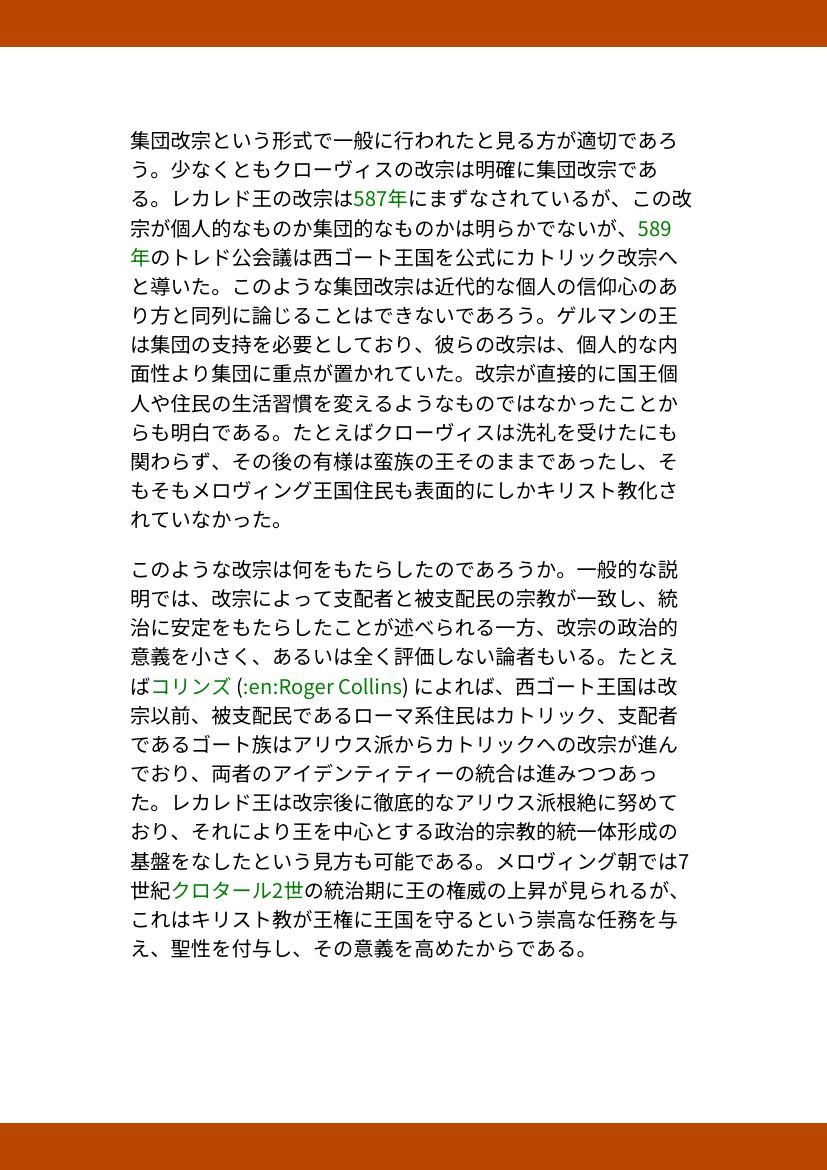 集団改宗という形式で一般に行われたと見る方が適切であろ
う。少なくともクローヴィスの改宗は明確に集団改宗であ
る。レカレド王の改宗は587年にまずなされているが、この改
宗が個人的なものか集団的なものかは明らかでないが、589
年のトレド公会議は西ゴート王国を公式にカトリック改宗へ
と導いた。このような集団改宗は近代的な個人の信仰心のあ
り方と同列に論じることはできないであろう。ゲルマンの王
は集団の支持を必要としており、彼らの改宗は、個人的な内
面性より集団に重点が置かれていた。改宗が直接的に国王個
人や住民の生活習慣を変えるようなものではなかったことか
らも明白である。たとえばクローヴィスは洗礼を受けたにも
関わらず、その後の有様は蛮族の王そのままであったし、そ
もそもメロヴィング王国住民も表面的にしかキリスト教化さ
れていなかった。
このような改宗は何をもたらしたのであろうか。一般的な説
明では、改宗によって支配者と被支配民の宗教が一致し、統
治に安定をもたらしたことが述べられる一方、改宗の政治的
意義を小さく、あるいは全く評価しない論者もいる。たとえ
ばコリンズ (:en:Roger Collins) によれば、西ゴート王国は改
宗以前、被支配民であるローマ系住民はカトリック、支配者
であるゴート族はアリウス派からカトリックへの改宗が進ん
でおり、両者のアイデンティティーの統合は進みつつあっ
た。レカレド王は改宗後に徹底的なアリウス派根絶に努めて
おり、それにより王を中心とする政治的宗教的統一体形成の
基盤をなしたという見方も可能である。メロヴィング朝では7
世紀クロタール2世の統治期に王の権威の上昇が見られるが、
これはキリスト教が王権に王国を守るという崇高な任務を与
え、聖性を付与し、その意義を高めたからである。